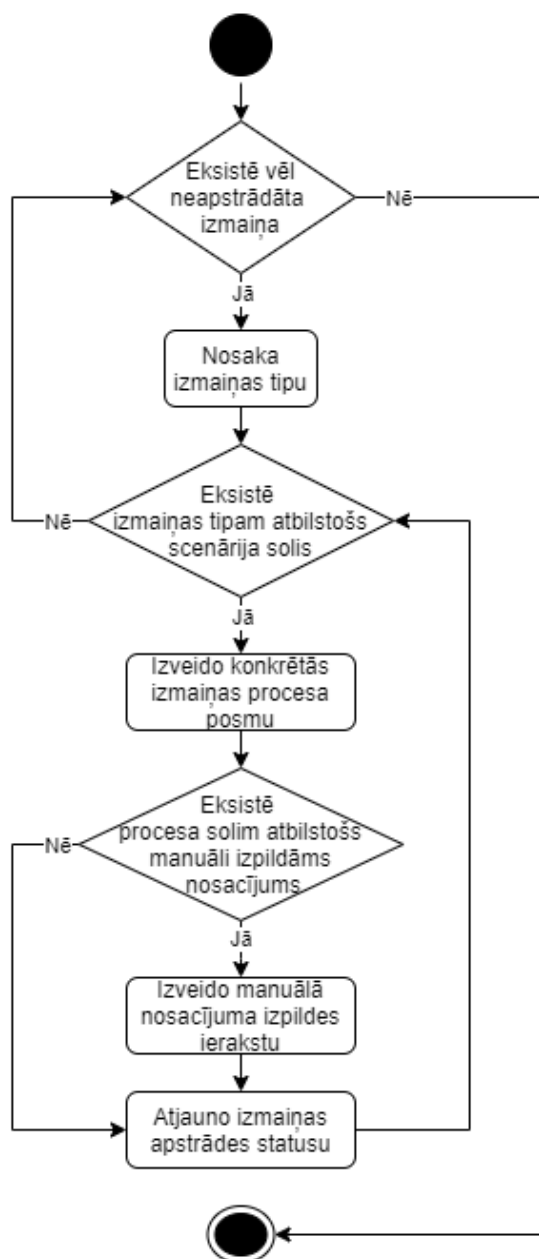 Eksistē vēl
neapstrādāta
izmaiņa
Nē
Jā
Nosaka
izmaiņas tipu
Eksistē
izmaiņas tipam atbilstošs
scenārija solis
Nē
Jā
Izveido konkrētās
izmaiņas procesa
posmu
Eksistē
procesa solim atbilstošs
manuāli izpildāms
nosacījums
Nē
Jā
Izveido manuālā
nosacījuma izpildes
ierakstu
Atjauno izmaiņas
apstrādes statusu